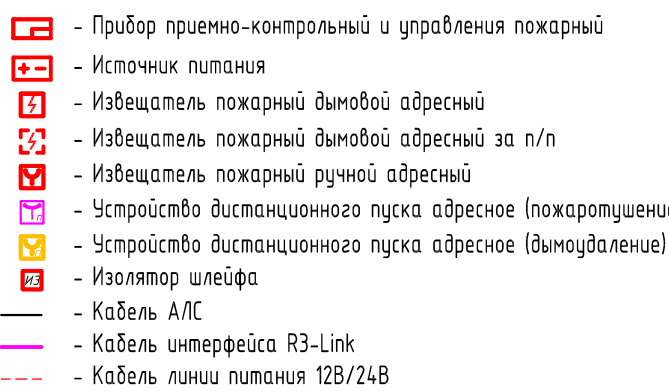 - Прибор приемно-контрольный и управления пожарный
- Источник питания
- Извещатель пожарный дымовой адресный
- Извещатель пожарный дымовой адресный за п/п
- Извещатель пожарный ручной адресный
- Устройство дистанционного пуска адресное (пожаротушение
- Устройство дистанционного пуска адресное (дымоудаление)
ИЗ - Изолятор шлейфа
- Кабель АЛС
- Кабель интерфейса R3-Link
- Кабель линии питания 12В/24В